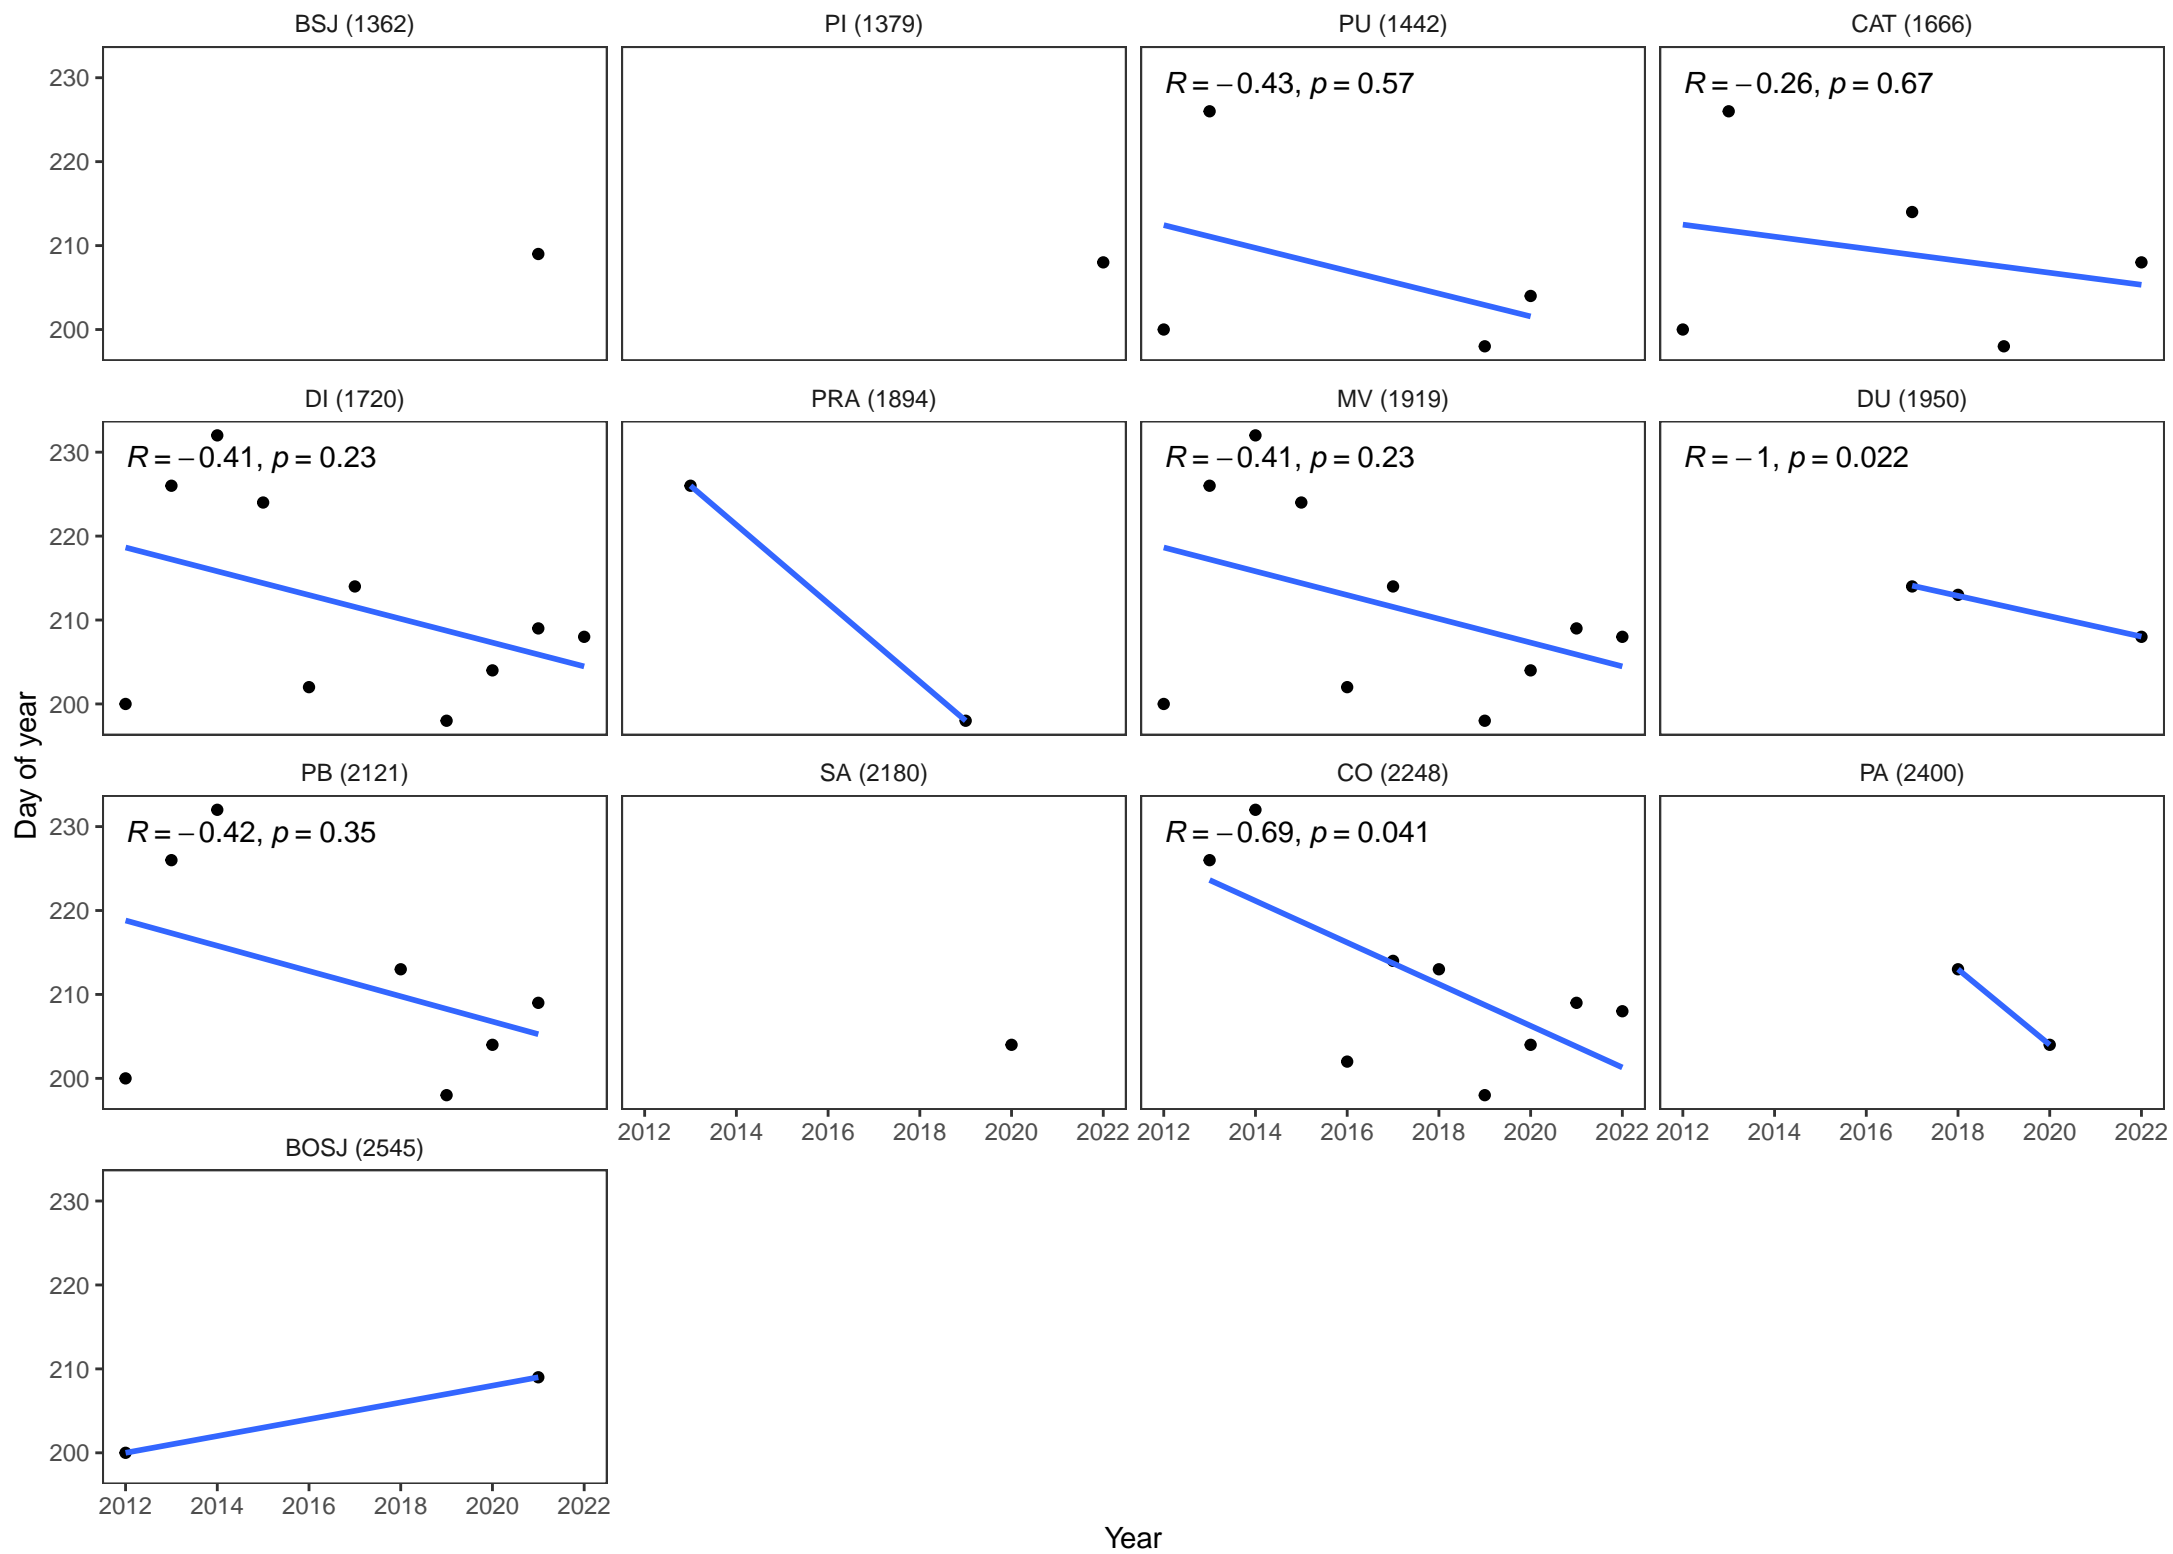 BSJ (1362)
PI (1379)
PU (1442)
CAT (1666)
230
220
210
200
R = −0.43, p = 0.57
R = −0.26, p = 0.67
DI (1720)
PRA (1894)
MV (1919)
DU (1950)
230
220
210
200
R = −0.41, p = 0.23
R = −0.41, p = 0.23
R = −1, p = 0.022
Day of year
PB (2121)
SA (2180)
CO (2248)
PA (2400)
230
220
210
200
R = −0.42, p = 0.35
R = −0.69, p = 0.041
2012 2014 2016 2018 2020 2022
2012 2014 2016 2018 2020 2022
2012 2014 2016 2018 2020 2022
BOSJ (2545)
230
220
210
200
2012 2014 2016 2018 2020 2022
Year